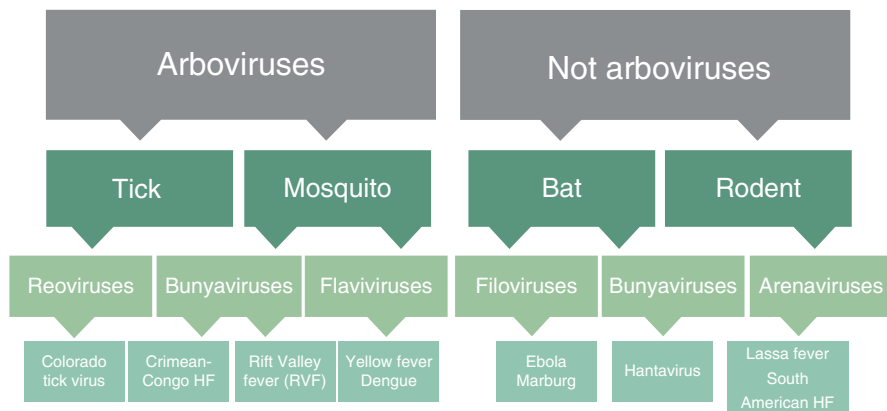 Arboviruses
Not arboviruses
Tick
Mosquito
Bat
Rodent
Reoviruses
Bunyaviruses
Flaviviruses
Filoviruses
Bunyaviruses
Arenaviruses
Colorado
tick virus
Crimean-
Congo HF
Rift Valley
fever (RVF)
Yellow fever
Dengue
Ebola
Marburg
Hantavirus
Lassa fever
South
American HF